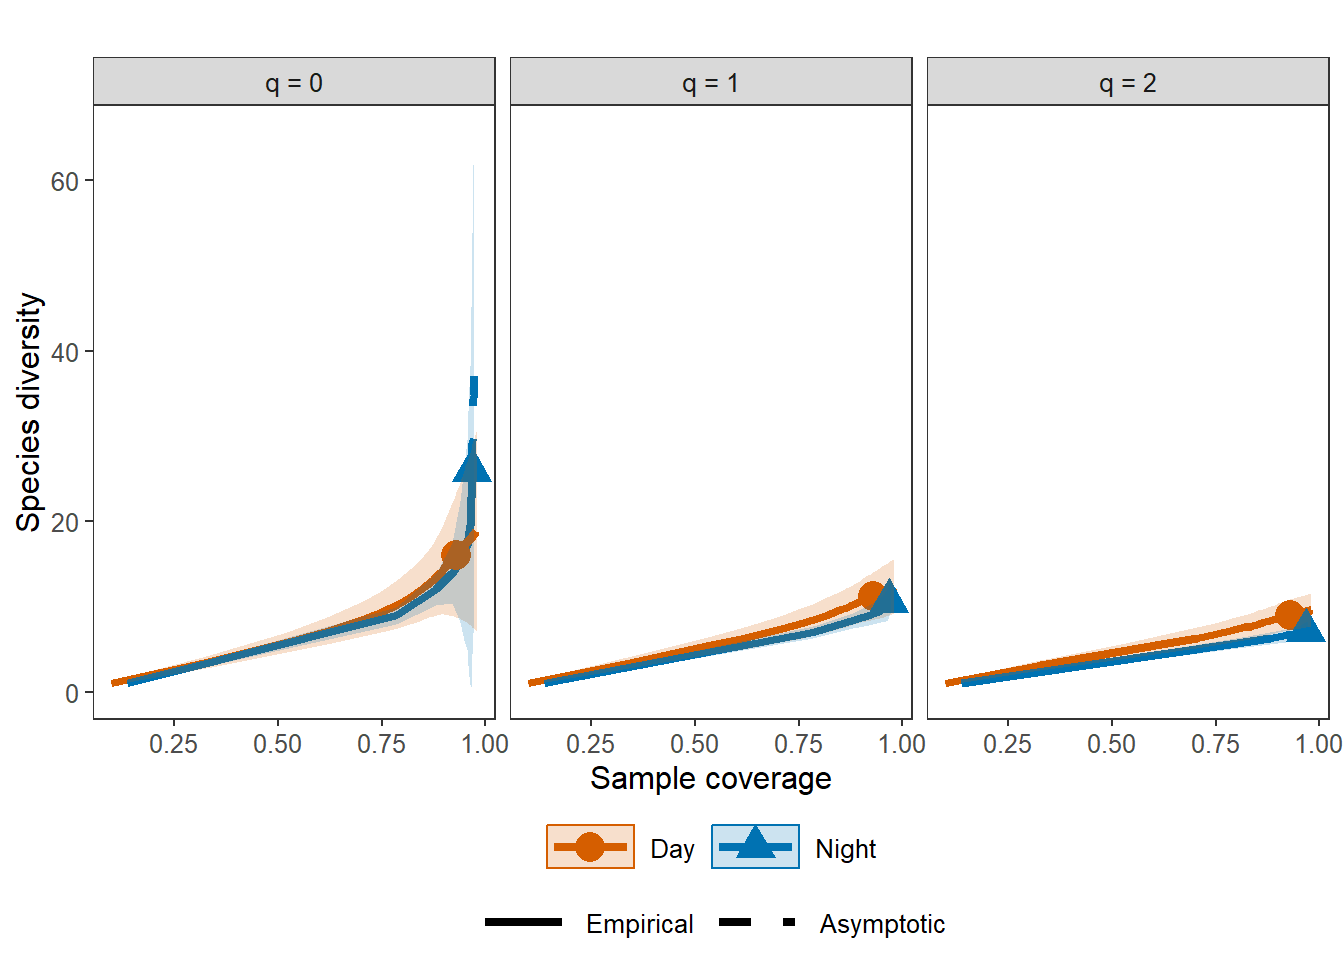 q = 0
q = 1
q = 2
Species diversity
60
40
20
0
0.25 0.50 0.75 1.00
0.25 0.50 0.75 1.00
0.25 0.50 0.75 1.00
Sample coverage
Day
Night
Empirical
Asymptotic